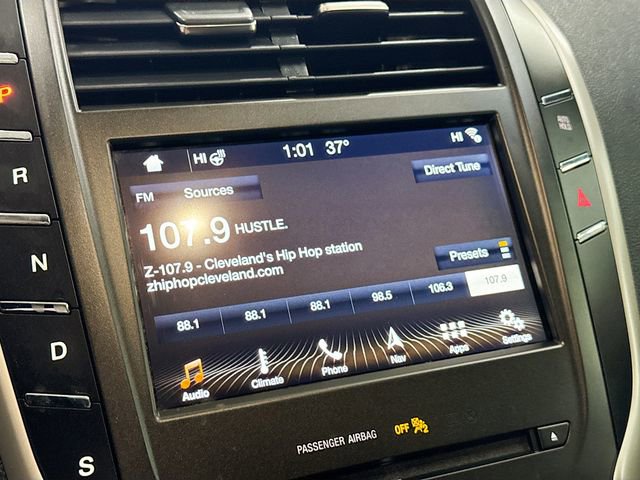 HI
1:01 37°
HI
FM Sources
Direct Tune
107.9 HUSTLE.
Z-107.9 - Cleveland's Hip Hop station
zhiphopcleveland.com
Presets
88.1 88.1 88.1 98.5 106.3 107.9
Audio Climate Phone Nav Apps Settings
PASSENGER AIRBAG OFF 2
P
R
N
D
S